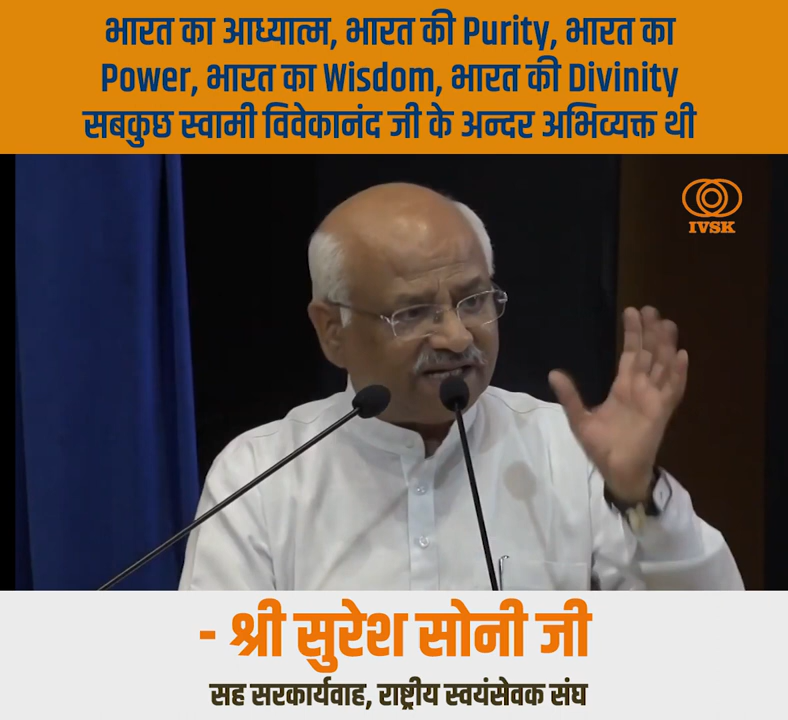 भारत का आध्यात्म, भारत की Purity, भारत का
Power, भारत का Wisdom, भारत की Divinity
सबकुछ स्वामी विवेकानंद जी के अन्दर अभिव्यक्त थी
IVSK
- श्री सुरेश सोनी जी
सह सरकार्यवाह, राष्ट्रीय स्वयंसेवक संघ